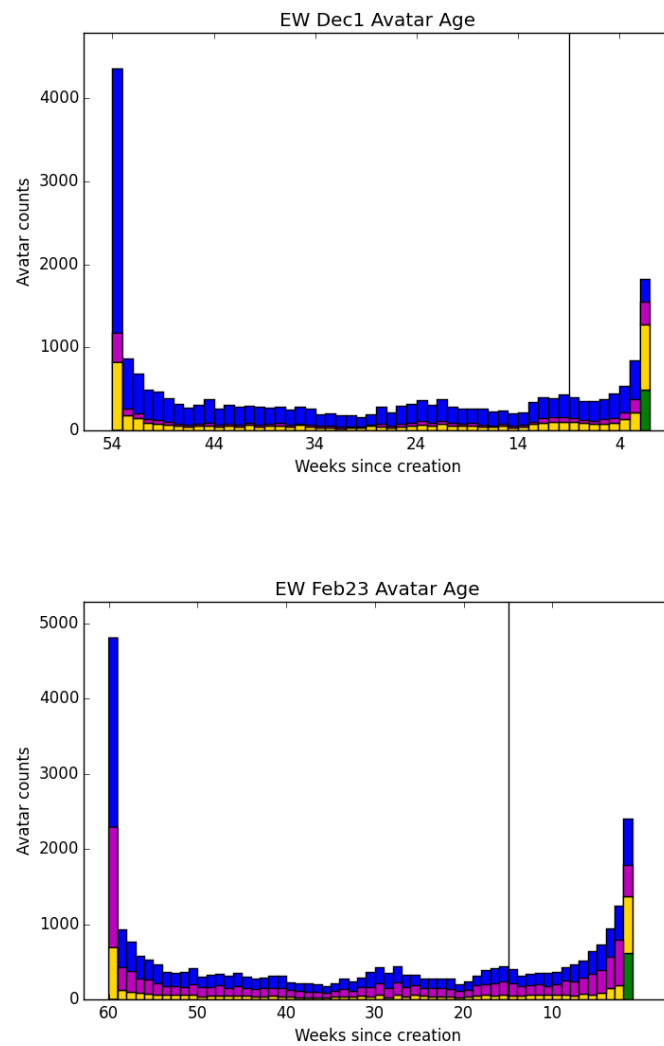 EW Dec1 Avatar Age
4000
3000
2000
1000
0
Avatar counts
54 44 34 24 14 4
Weeks since creation
EW Feb23 Avatar Age
5000
4000
3000
2000
1000
0
Avatar counts
60 50 40 30 20 10
Weeks since creation